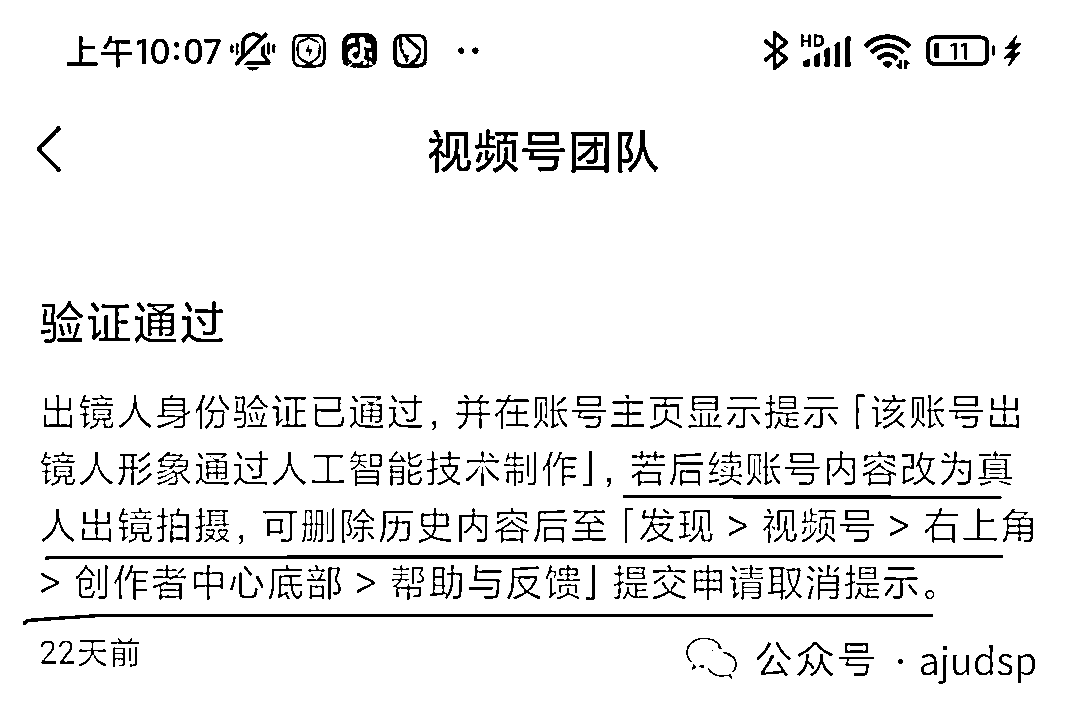 上午10:07
HD
11
视频号团队
验证通过
出镜人身份验证已通过，并在账号主页显示提示「该账号出
镜人形象通过人工智能技术制作」，若后续账号内容改为真
人出镜拍摄，可删除历史内容后至「发现 > 视频号 > 右上角
> 创作者中心底部 > 帮助与反馈」提交申请取消提示。
22天前
公众号 · ajudsp